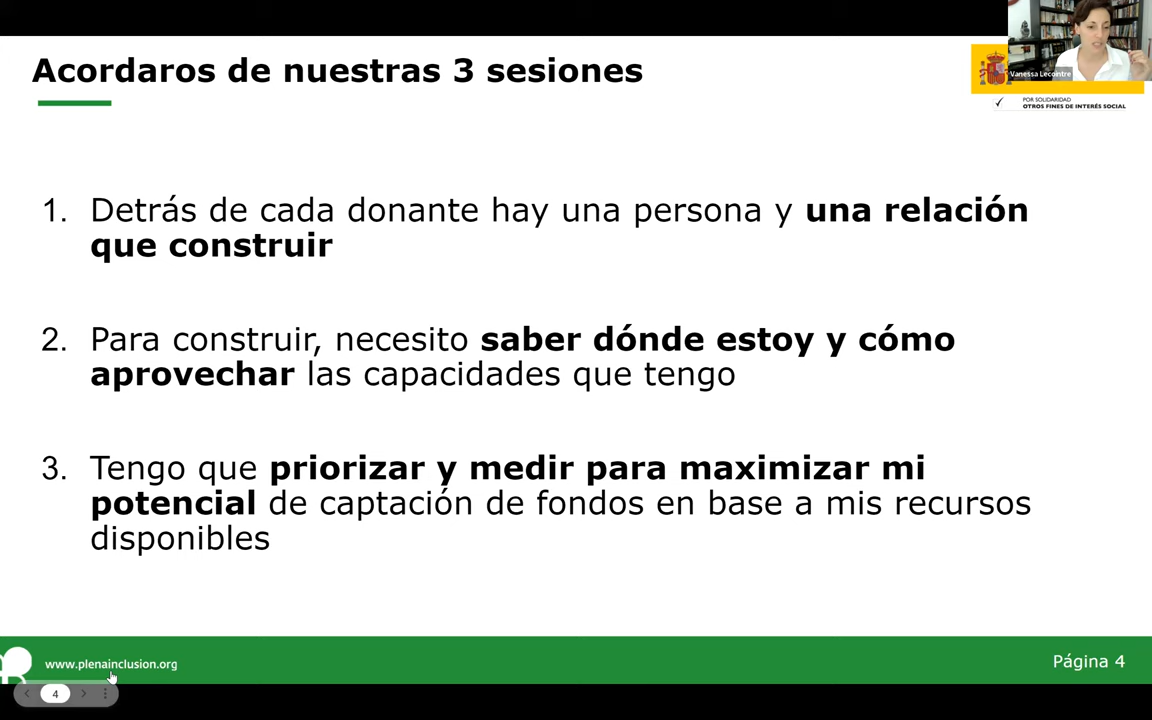 Acordaros de nuestras 3 sesiones
Vanessa Lecointre
POR SOLIDARIDAD
OTROS FINES DE INTERÉS SOCIAL
1. Detrás de cada donante hay una persona y una relación
que construir
2. Para construir, necesito saber dónde estoy y cómo
aprovechar las capacidades que tengo
3. Tengo que priorizar y medir para maximizar mi
potencial de captación de fondos en base a mis recursos
disponibles
www.plenainclusion.org
Página 4
4